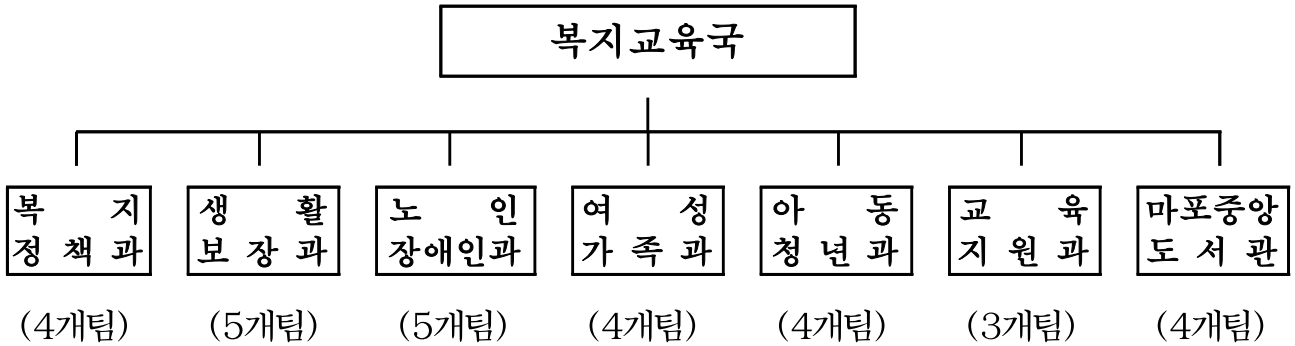 복지교육국
복 지
정 책 과
생 활
보 장 과
노 인
장애인과
여 성
가 족 과
아 동
청 년 과
교 육
지 원 과
마포중앙
도 서 관
(4개팀) (5개팀) (5개팀) (4개팀) (4개팀) (3개팀) (4개팀)